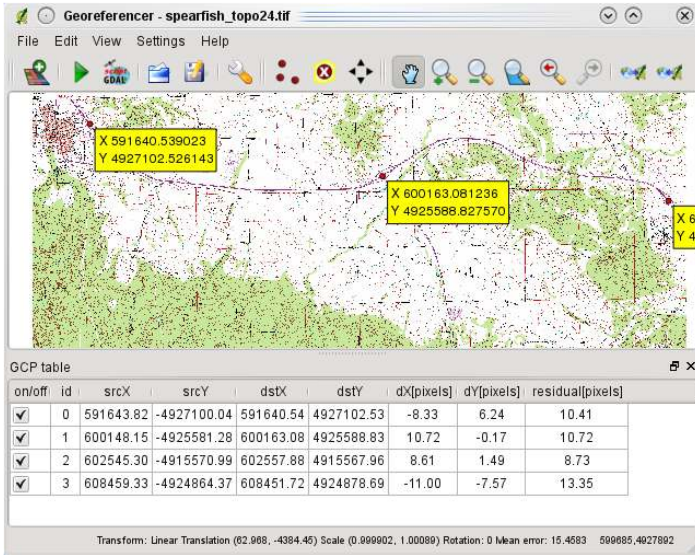 Georeferencer - spearfish_topo24.tif
File Edit View Settings Help
script
GDAL
X 591640.539023
Y 4927102.526143
X 600163.081236
Y 4925588.827570
X 6
Y 4
GCP table
on/off id srcX srcY dstX dstY dX[pixels] dY[pixels] residual[pixels]
0 591643.82 -4927100.04 591640.54 4927102.53 -8.33 6.24 10.41
1 600148.15 -4925581.28 600163.08 4925588.83 10.72 -0.17 10.72
2 602545.30 -4915570.99 602557.88 4915567.96 8.61 1.49 8.73
3 608459.33 -4924864.37 608451.72 4924878.69 -11.00 -7.57 13.35
Transform: Linear Translation (62.968, -4384.45) Scale (0.999902, 1.00089) Rotation: 0 Mean error: 15.4583 599685,4927892